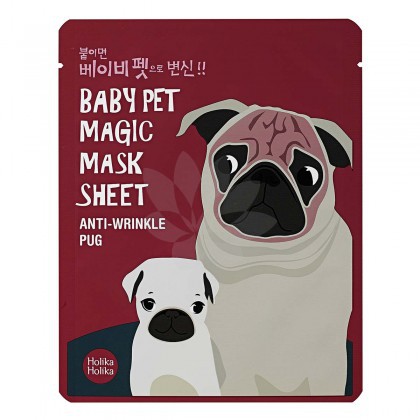 붙이면
베이비펫으로 변신!!
BABY PET
MAGIC
MASK
SHEET
ANTI-WRINKLE
PUG
Holika
Holika